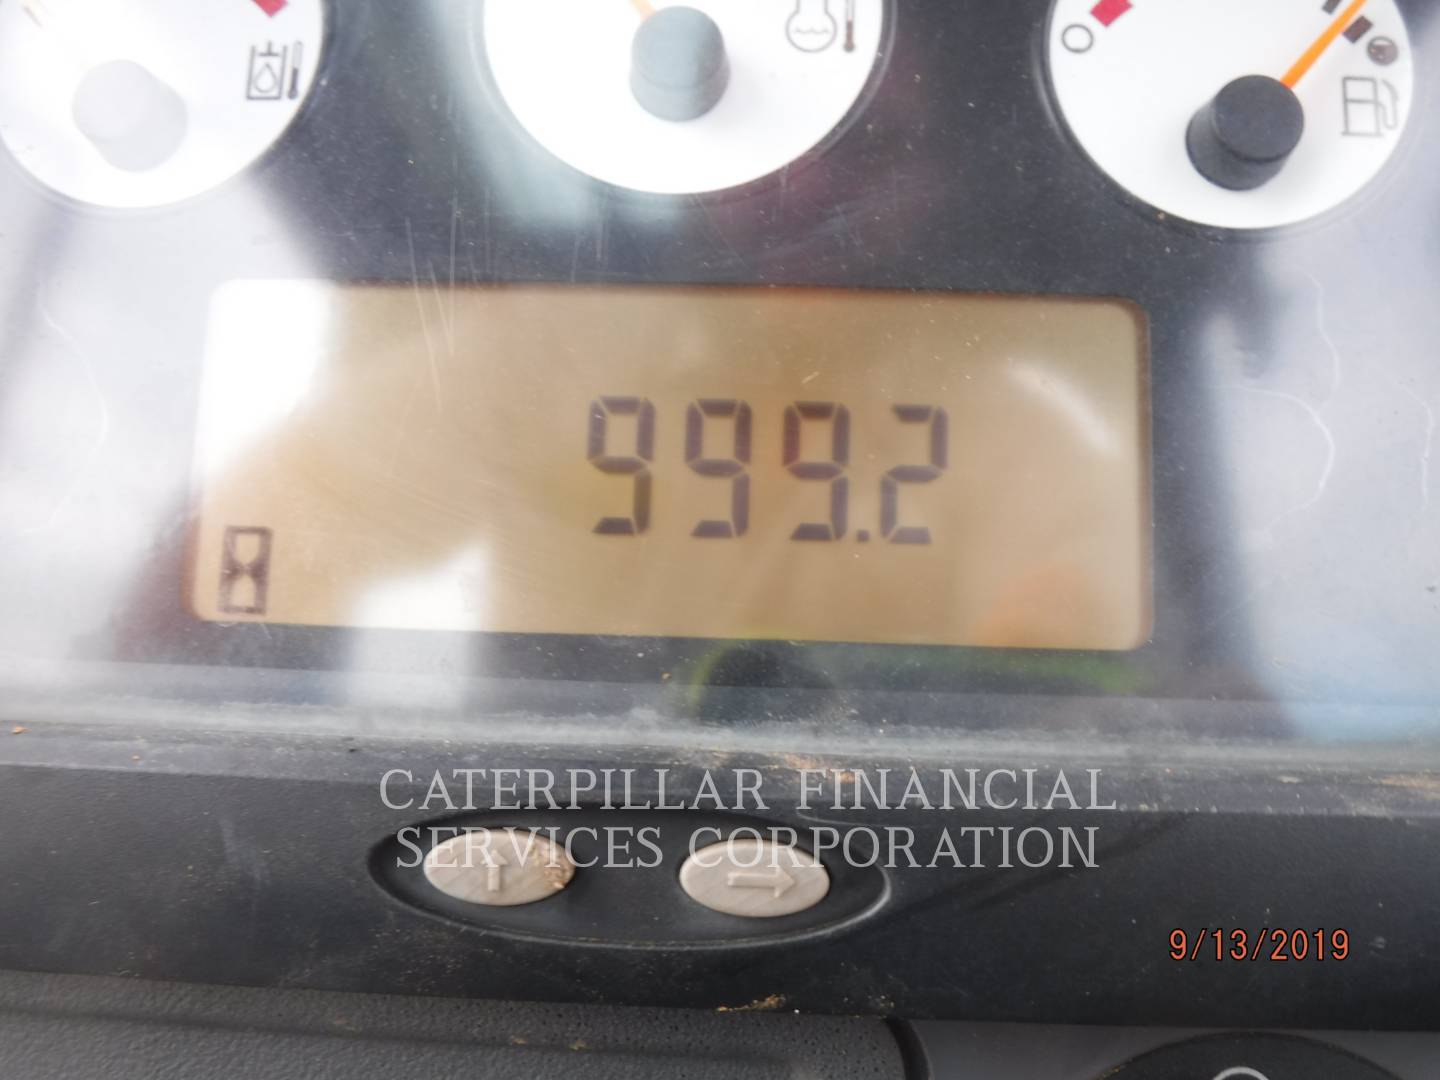 999.2
CATERPILLAR FINANCIAL
SERVICES CORPORATION
9/13/2019